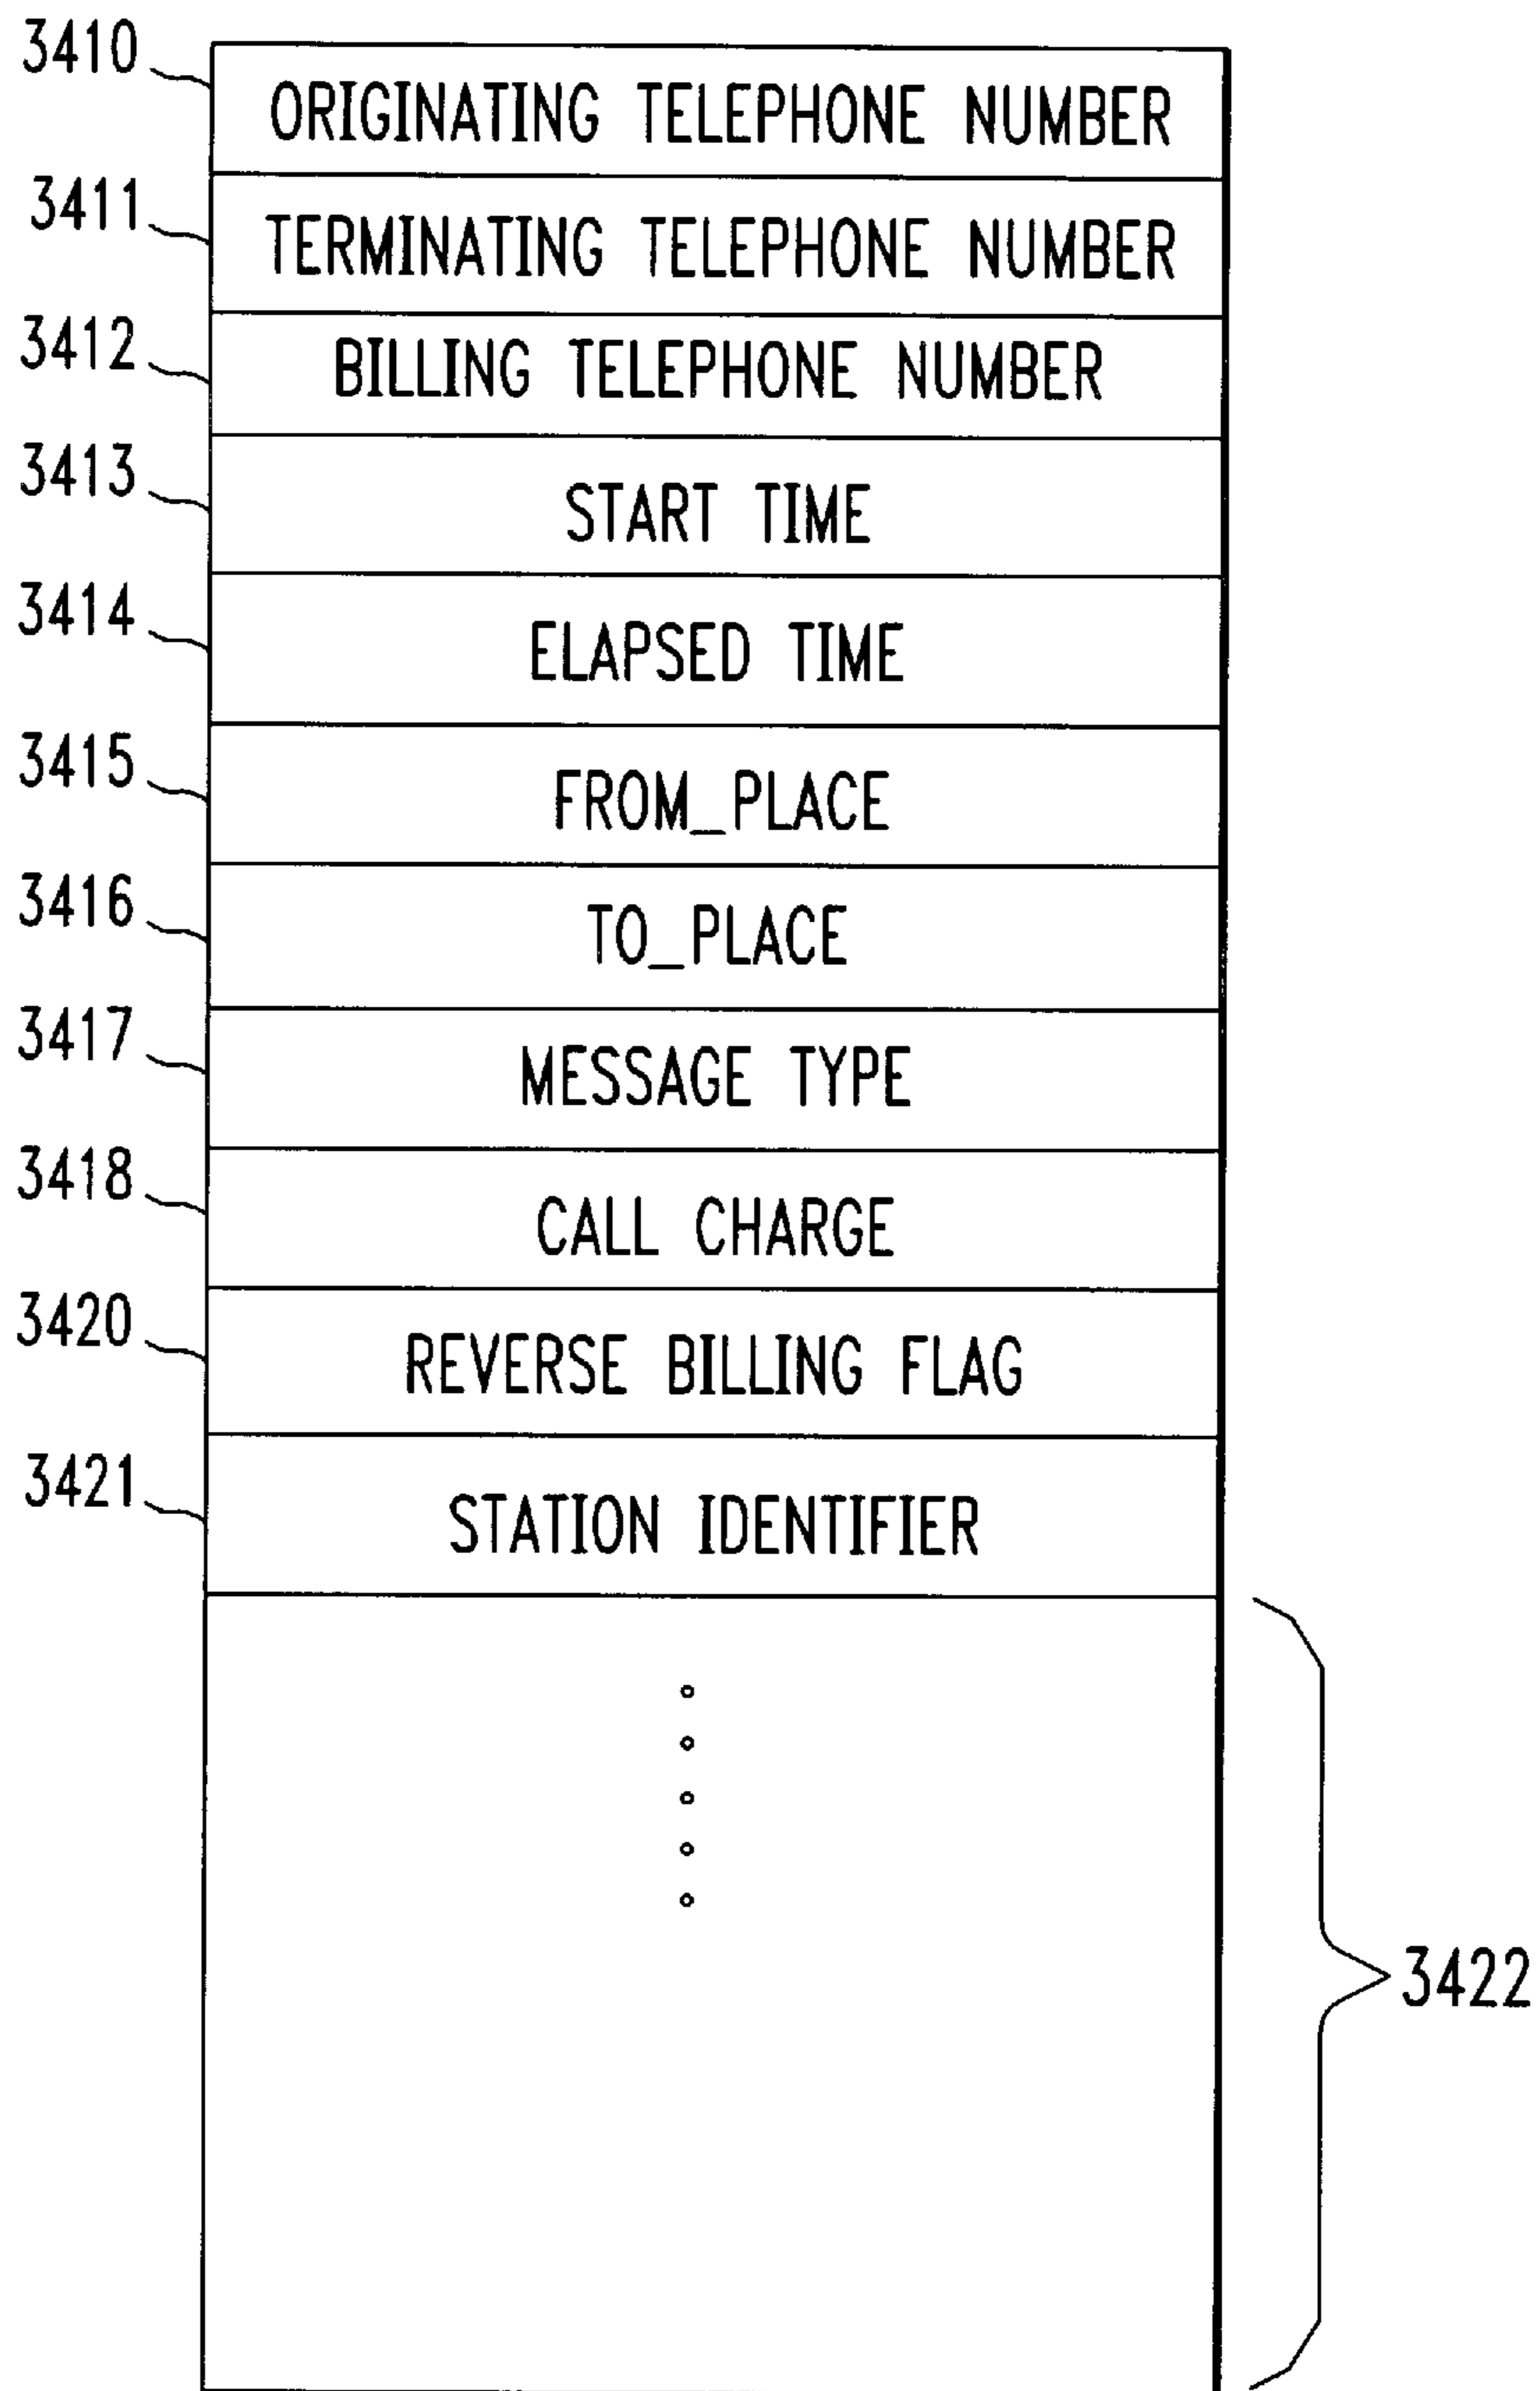 3410 ORIGINATING TELEPHONE NUMBER
3411 TERMINATING TELEPHONE NUMBER
3412 BILLING TELEPHONE NUMBER
3413 START TIME
3414 ELAPSED TIME
3415 FROM_PLACE
3416 TO_PLACE
3417 MESSAGE TYPE
3418 CALL CHARGE
3420 REVERSE BILLING FLAG
3421 STATION IDENTIFIER
3422